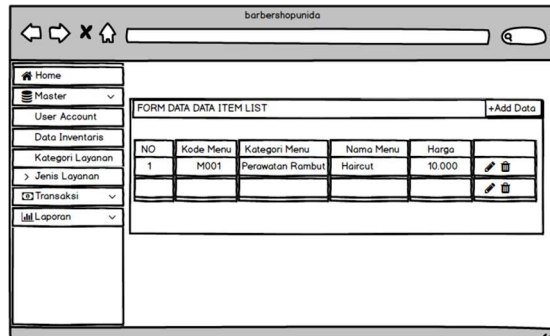 barbershopunida
Home
Master
User Account
Data Inventaris
Kategori Layanan
> Jenis Layanan
Transaksi
Laporan
FORM DATA DATA ITEM LIST
+Add Data
NO Kode Menu Kategori Menu Nama Menu Harga
1 M001 Perawatan Rambut Haircut 10.000